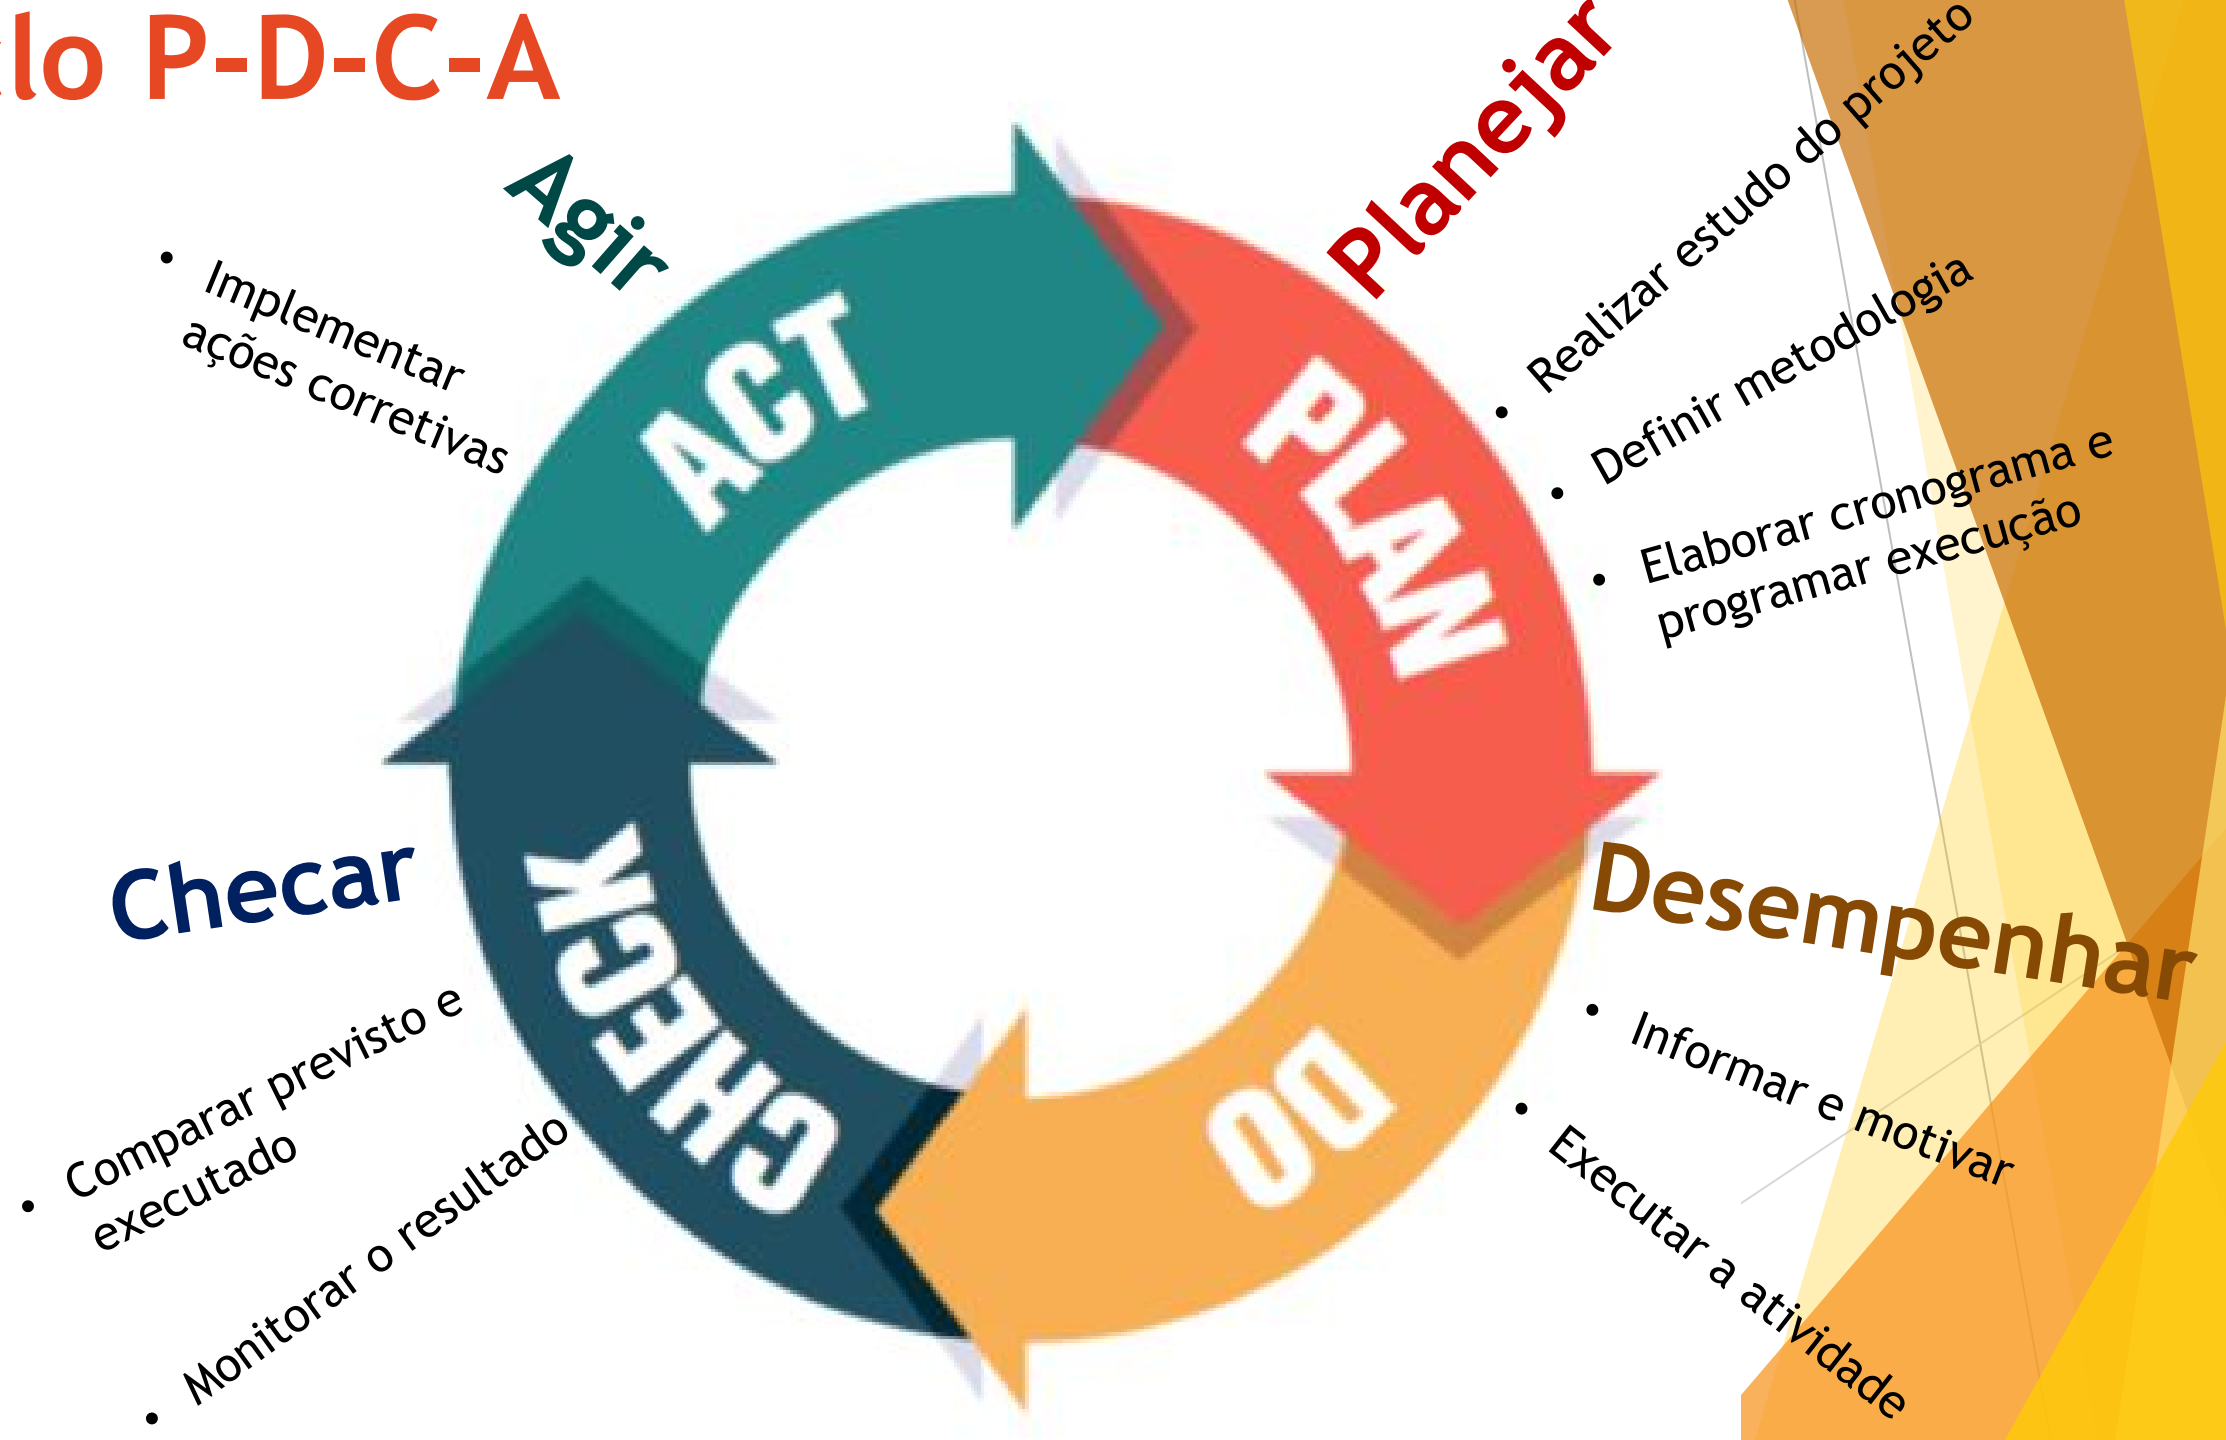 lo P-D-C-A
Planejar
• Realizar estudo do projeto
• Definir metodologia
• Elaborar cronograma e
programar execução
PLAN
Desempenhar
• Informar e motivar
• Executar a atividade
DO
Checar
• Comparar previsto e
executado
• Monitorar o resultado
CHECK
Agir
• Implementar
ações corretivas
ACT